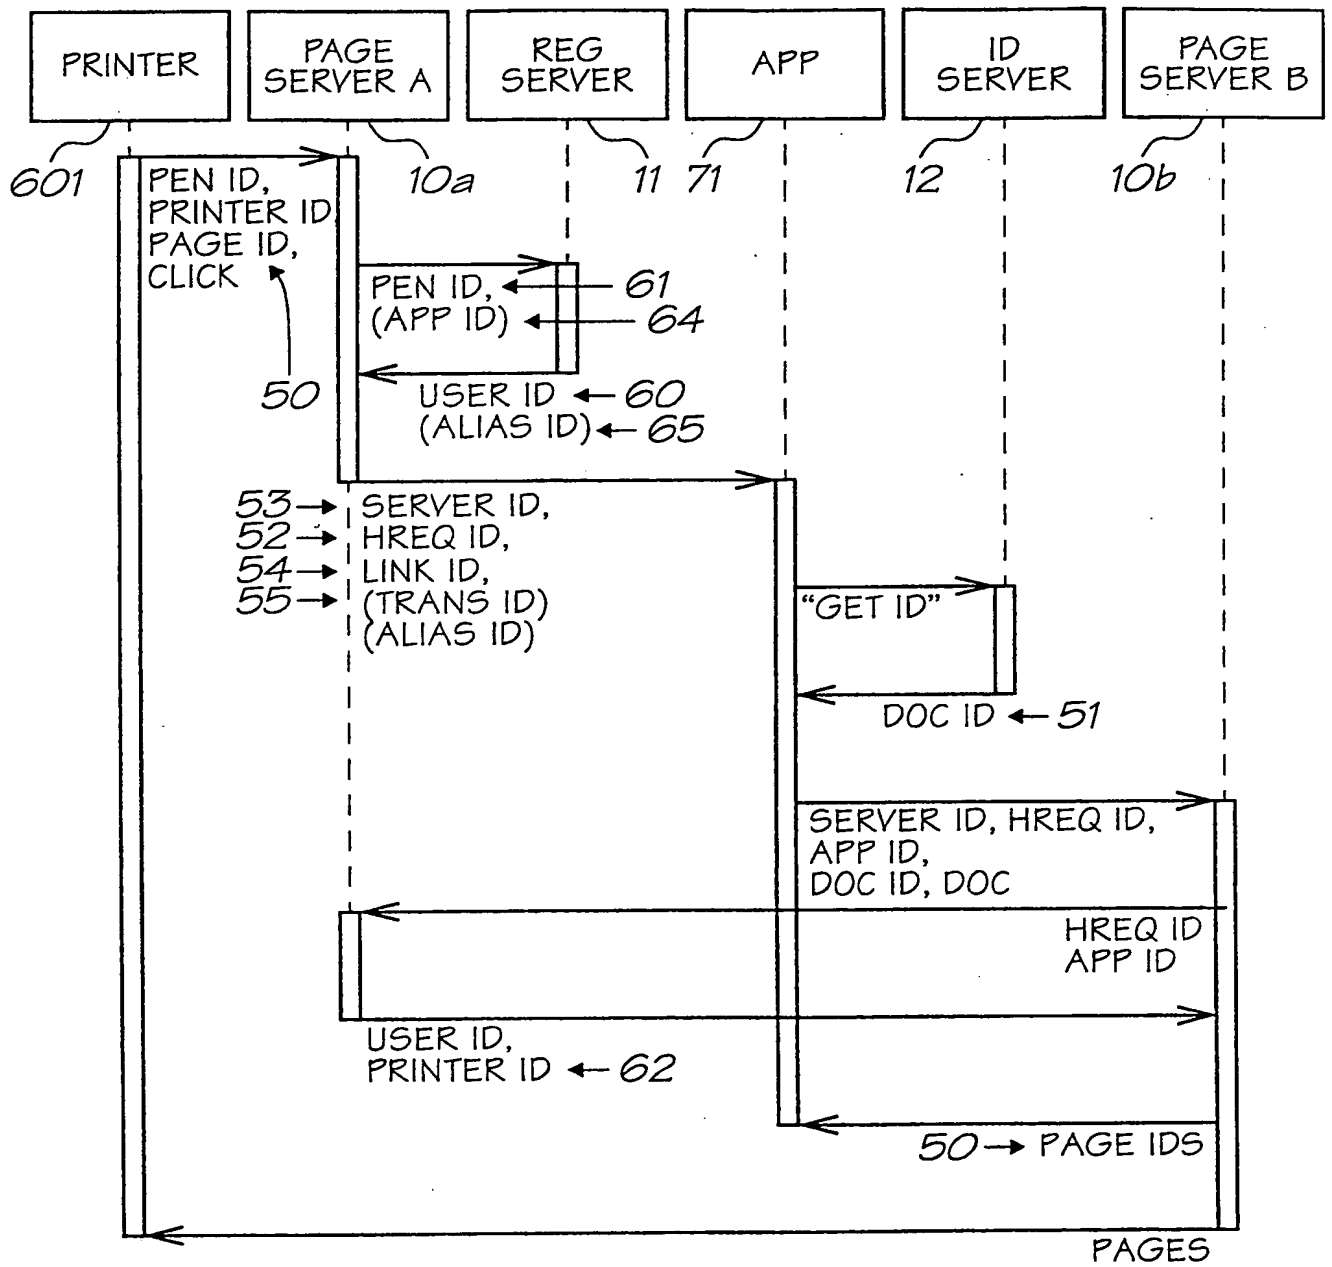 PRINTER
PAGE
SERVER A
REG
SERVER
APP
ID
SERVER
PAGE
SERVER B
601
10a
11
71
12
10b
PEN ID,
PRINTER ID
PAGE ID,
CLICK
50
PEN ID, 61
(APP ID) 64
USER ID 60
(ALIAS ID) 65
53 SERVER ID,
52 HREQ ID,
54 LINK ID,
55 (TRANS ID)
(ALIAS ID)
"GET ID"
DOC ID 51
SERVER ID, HREQ ID,
APP ID,
DOC ID, DOC
HREQ ID
APP ID
USER ID,
PRINTER ID 62
50 PAGE IDS
PAGES